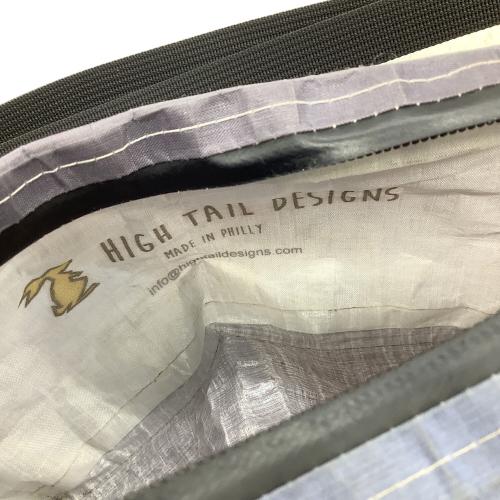 HIGH TAIL DESIGNS
MADE IN PHILLY
info@hightaildesigns.com